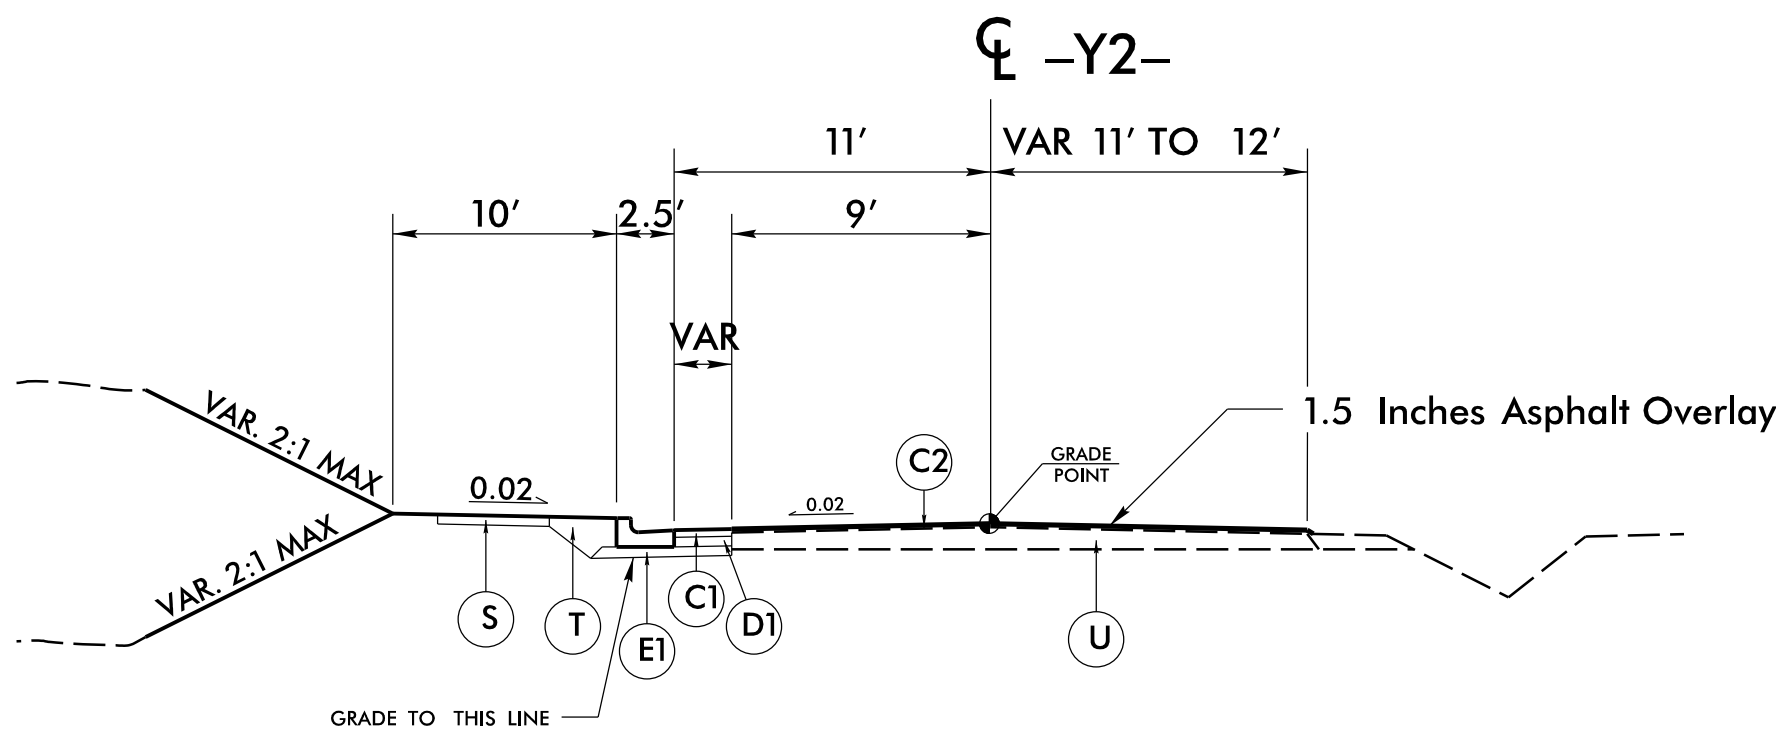 ℄ –Y2–
11' VAR 11' TO 12'
10' 2.5' 9'
VAR
VAR. 2:1 MAX
1.5 Inches Asphalt Overlay
C2
GRADE
POINT
0.02
0.02
VAR. 2:1 MAX
S T E1 C1 D1 U
GRADE TO THIS LINE